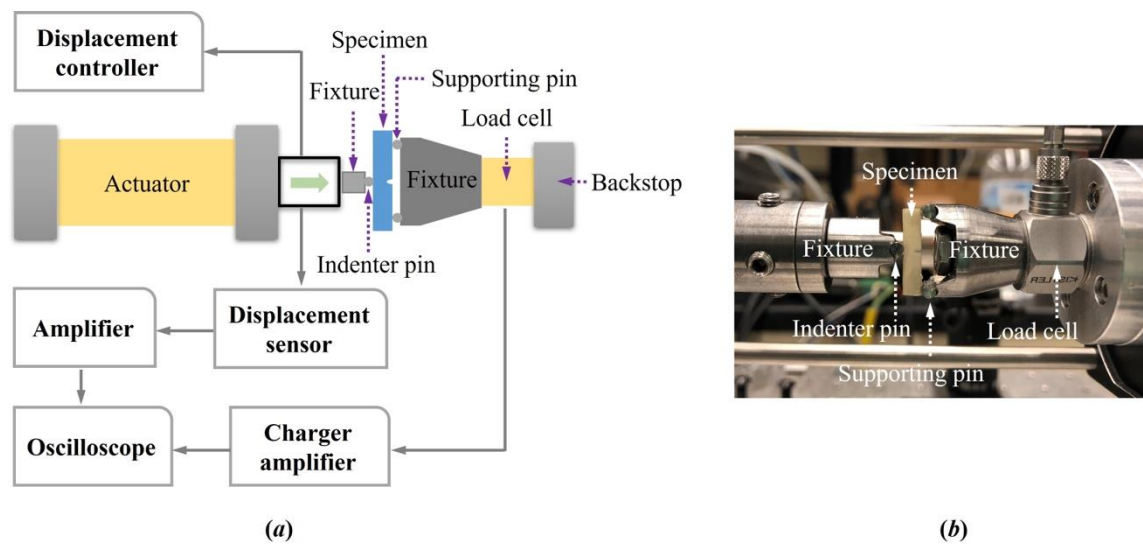 Displacement
controller
Specimen
Supporting pin
Fixture
Load cell
Actuator
Fixture
Backstop
Indenter pin
Amplifier
Displacement
sensor
Oscilloscope
Charger
amplifier
(a)
Specimen
Fixture
Fixture
Indenter pin
Load cell
Supporting pin
(b)